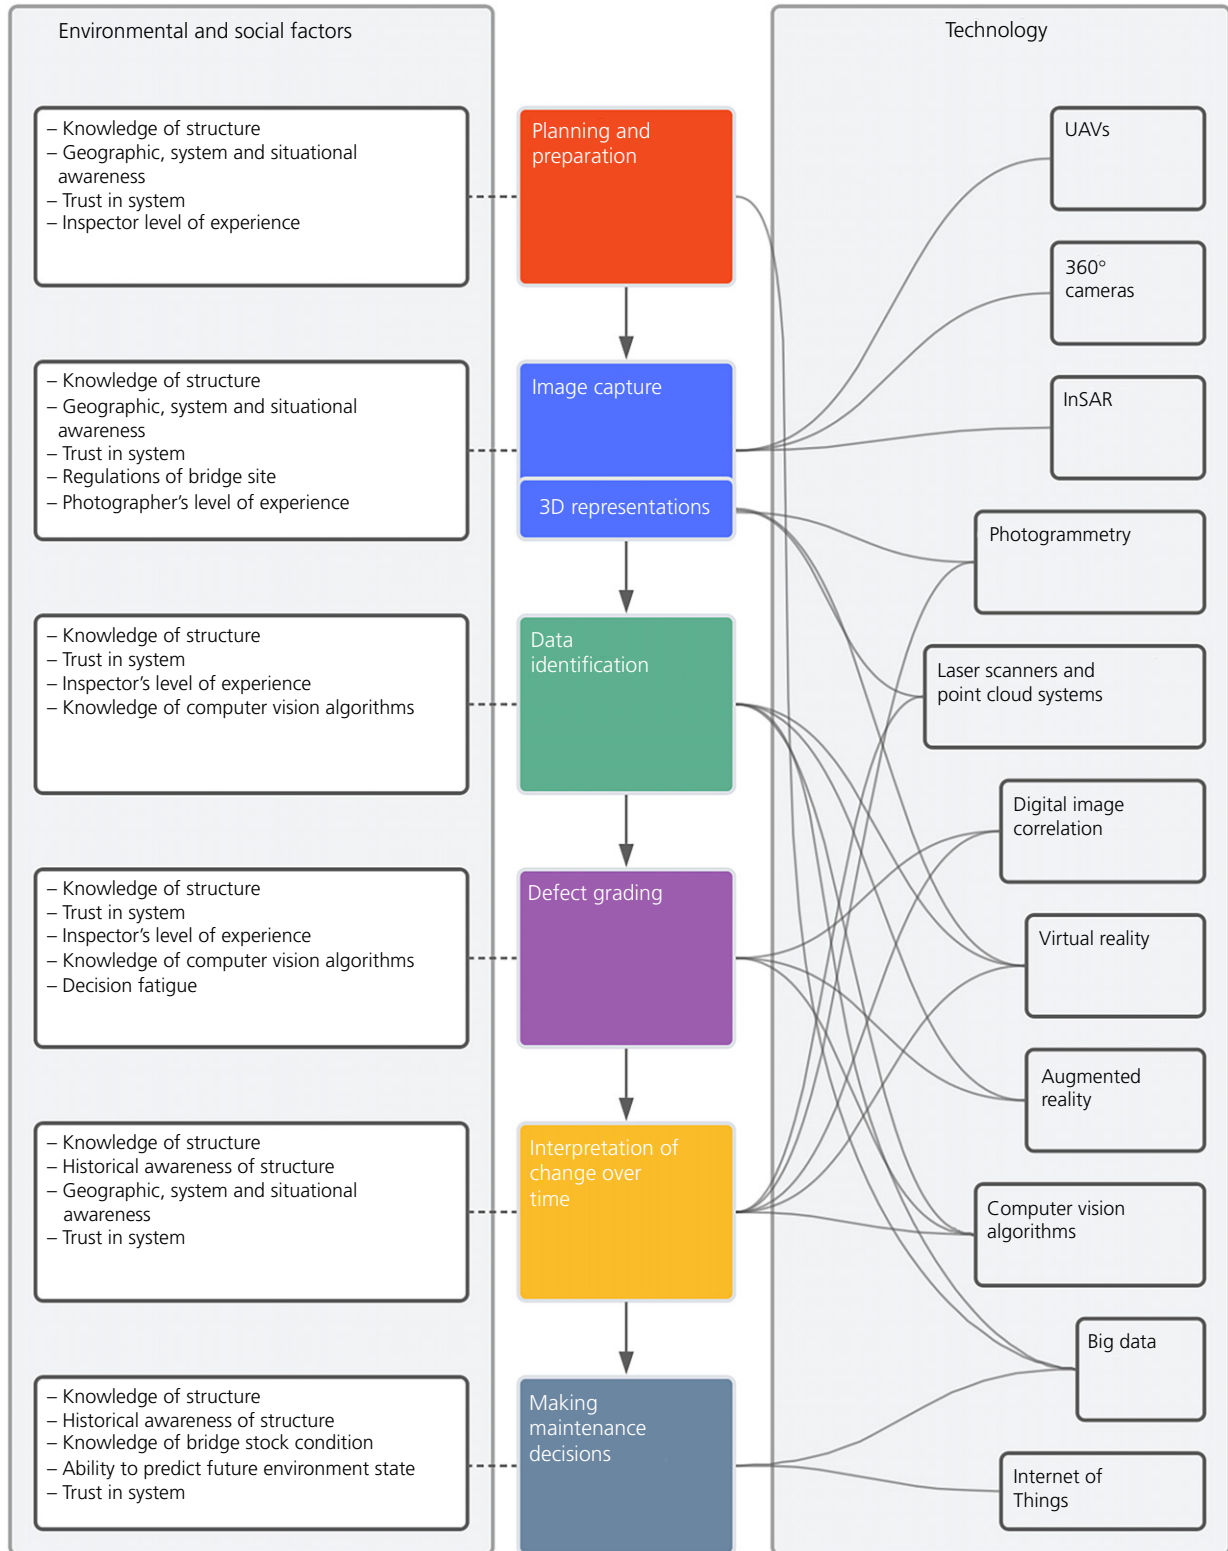 Environmental and social factors
Technology
– Knowledge of structure
– Geographic, system and situational
awareness
– Trust in system
– Inspector level of experience
Planning and
preparation
UAVs
360°
cameras
– Knowledge of structure
– Geographic, system and situational
awareness
– Trust in system
– Regulations of bridge site
– Photographer's level of experience
Image capture
3D representations
InSAR
Photogrammetry
– Knowledge of structure
– Trust in system
– Inspector's level of experience
– Knowledge of computer vision algorithms
Data
identification
Laser scanners and
point cloud systems
Digital image
correlation
– Knowledge of structure
– Trust in system
– Inspector's level of experience
– Knowledge of computer vision algorithms
– Decision fatigue
Defect grading
Virtual reality
Augmented
reality
– Knowledge of structure
– Historical awareness of structure
– Geographic, system and situational
awareness
– Trust in system
Interpretation of
change over
time
Computer vision
algorithms
Big data
– Knowledge of structure
– Historical awareness of structure
– Knowledge of bridge stock condition
– Ability to predict future environment state
– Trust in system
Making
maintenance
decisions
Internet of
Things